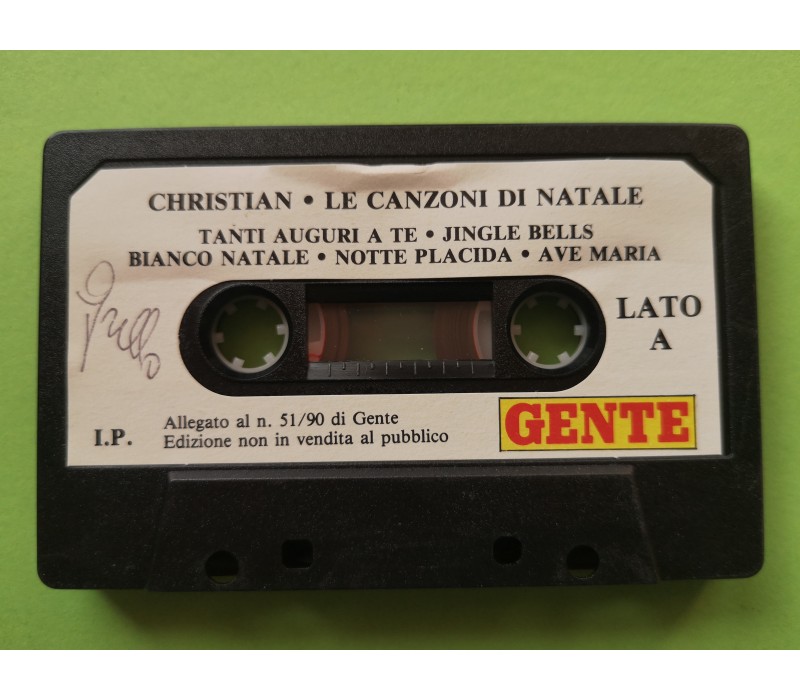 CHRISTIAN • LE CANZONI DI NATALE
TANTI AUGURI A TE • JINGLE BELLS
BIANCO NATALE • NOTTE PLACIDA • AVE MARIA
LATO
A
I.P.
Allegato al n. 51/90 di Gente
Edizione non in vendita al pubblico
GENTE